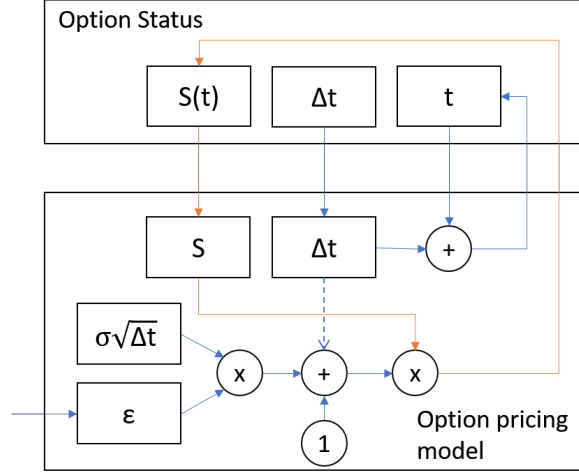 Option Status
S(t)
Δt
t
S
Δt
+
σ√Δt
x
+
x
ε
1
Option pricing
model